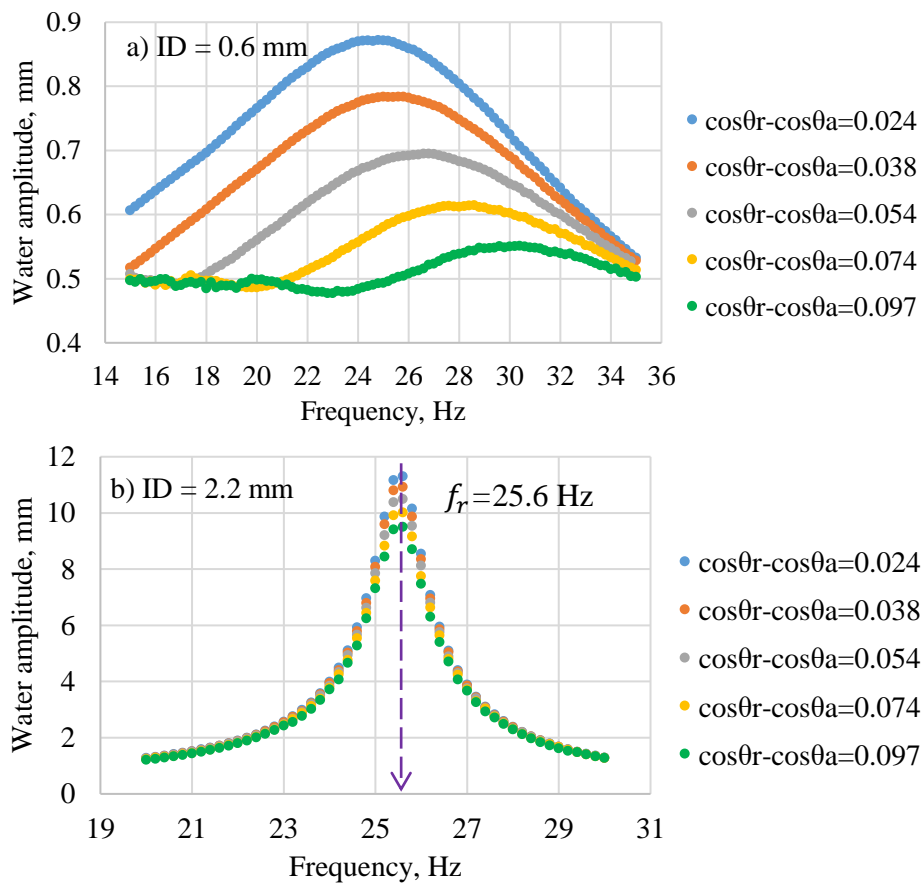 a) ID = 0.6 mm
Water amplitude, mm
0.9
0.8
0.7
0.6
0.5
0.4
14 16 18 20 22 24 26 28 30 32 34 36
Frequency, Hz
cosθr-cosθa=0.024
cosθr-cosθa=0.038
cosθr-cosθa=0.054
cosθr-cosθa=0.074
cosθr-cosθa=0.097
b) ID = 2.2 mm
fᵣ=25.6 Hz
Water amplitude, mm
12
10
8
6
4
2
0
19 21 23 25 27 29 31
Frequency, Hz
cosθr-cosθa=0.024
cosθr-cosθa=0.038
cosθr-cosθa=0.054
cosθr-cosθa=0.074
cosθr-cosθa=0.097